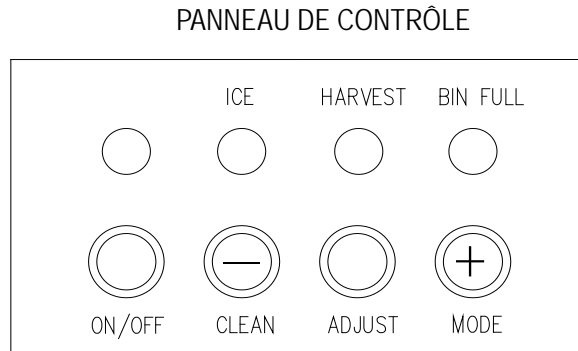 PANNEAU DE CONTRÔLE
ICE HARVEST BIN FULL
− +
ON/OFF CLEAN ADJUST MODE